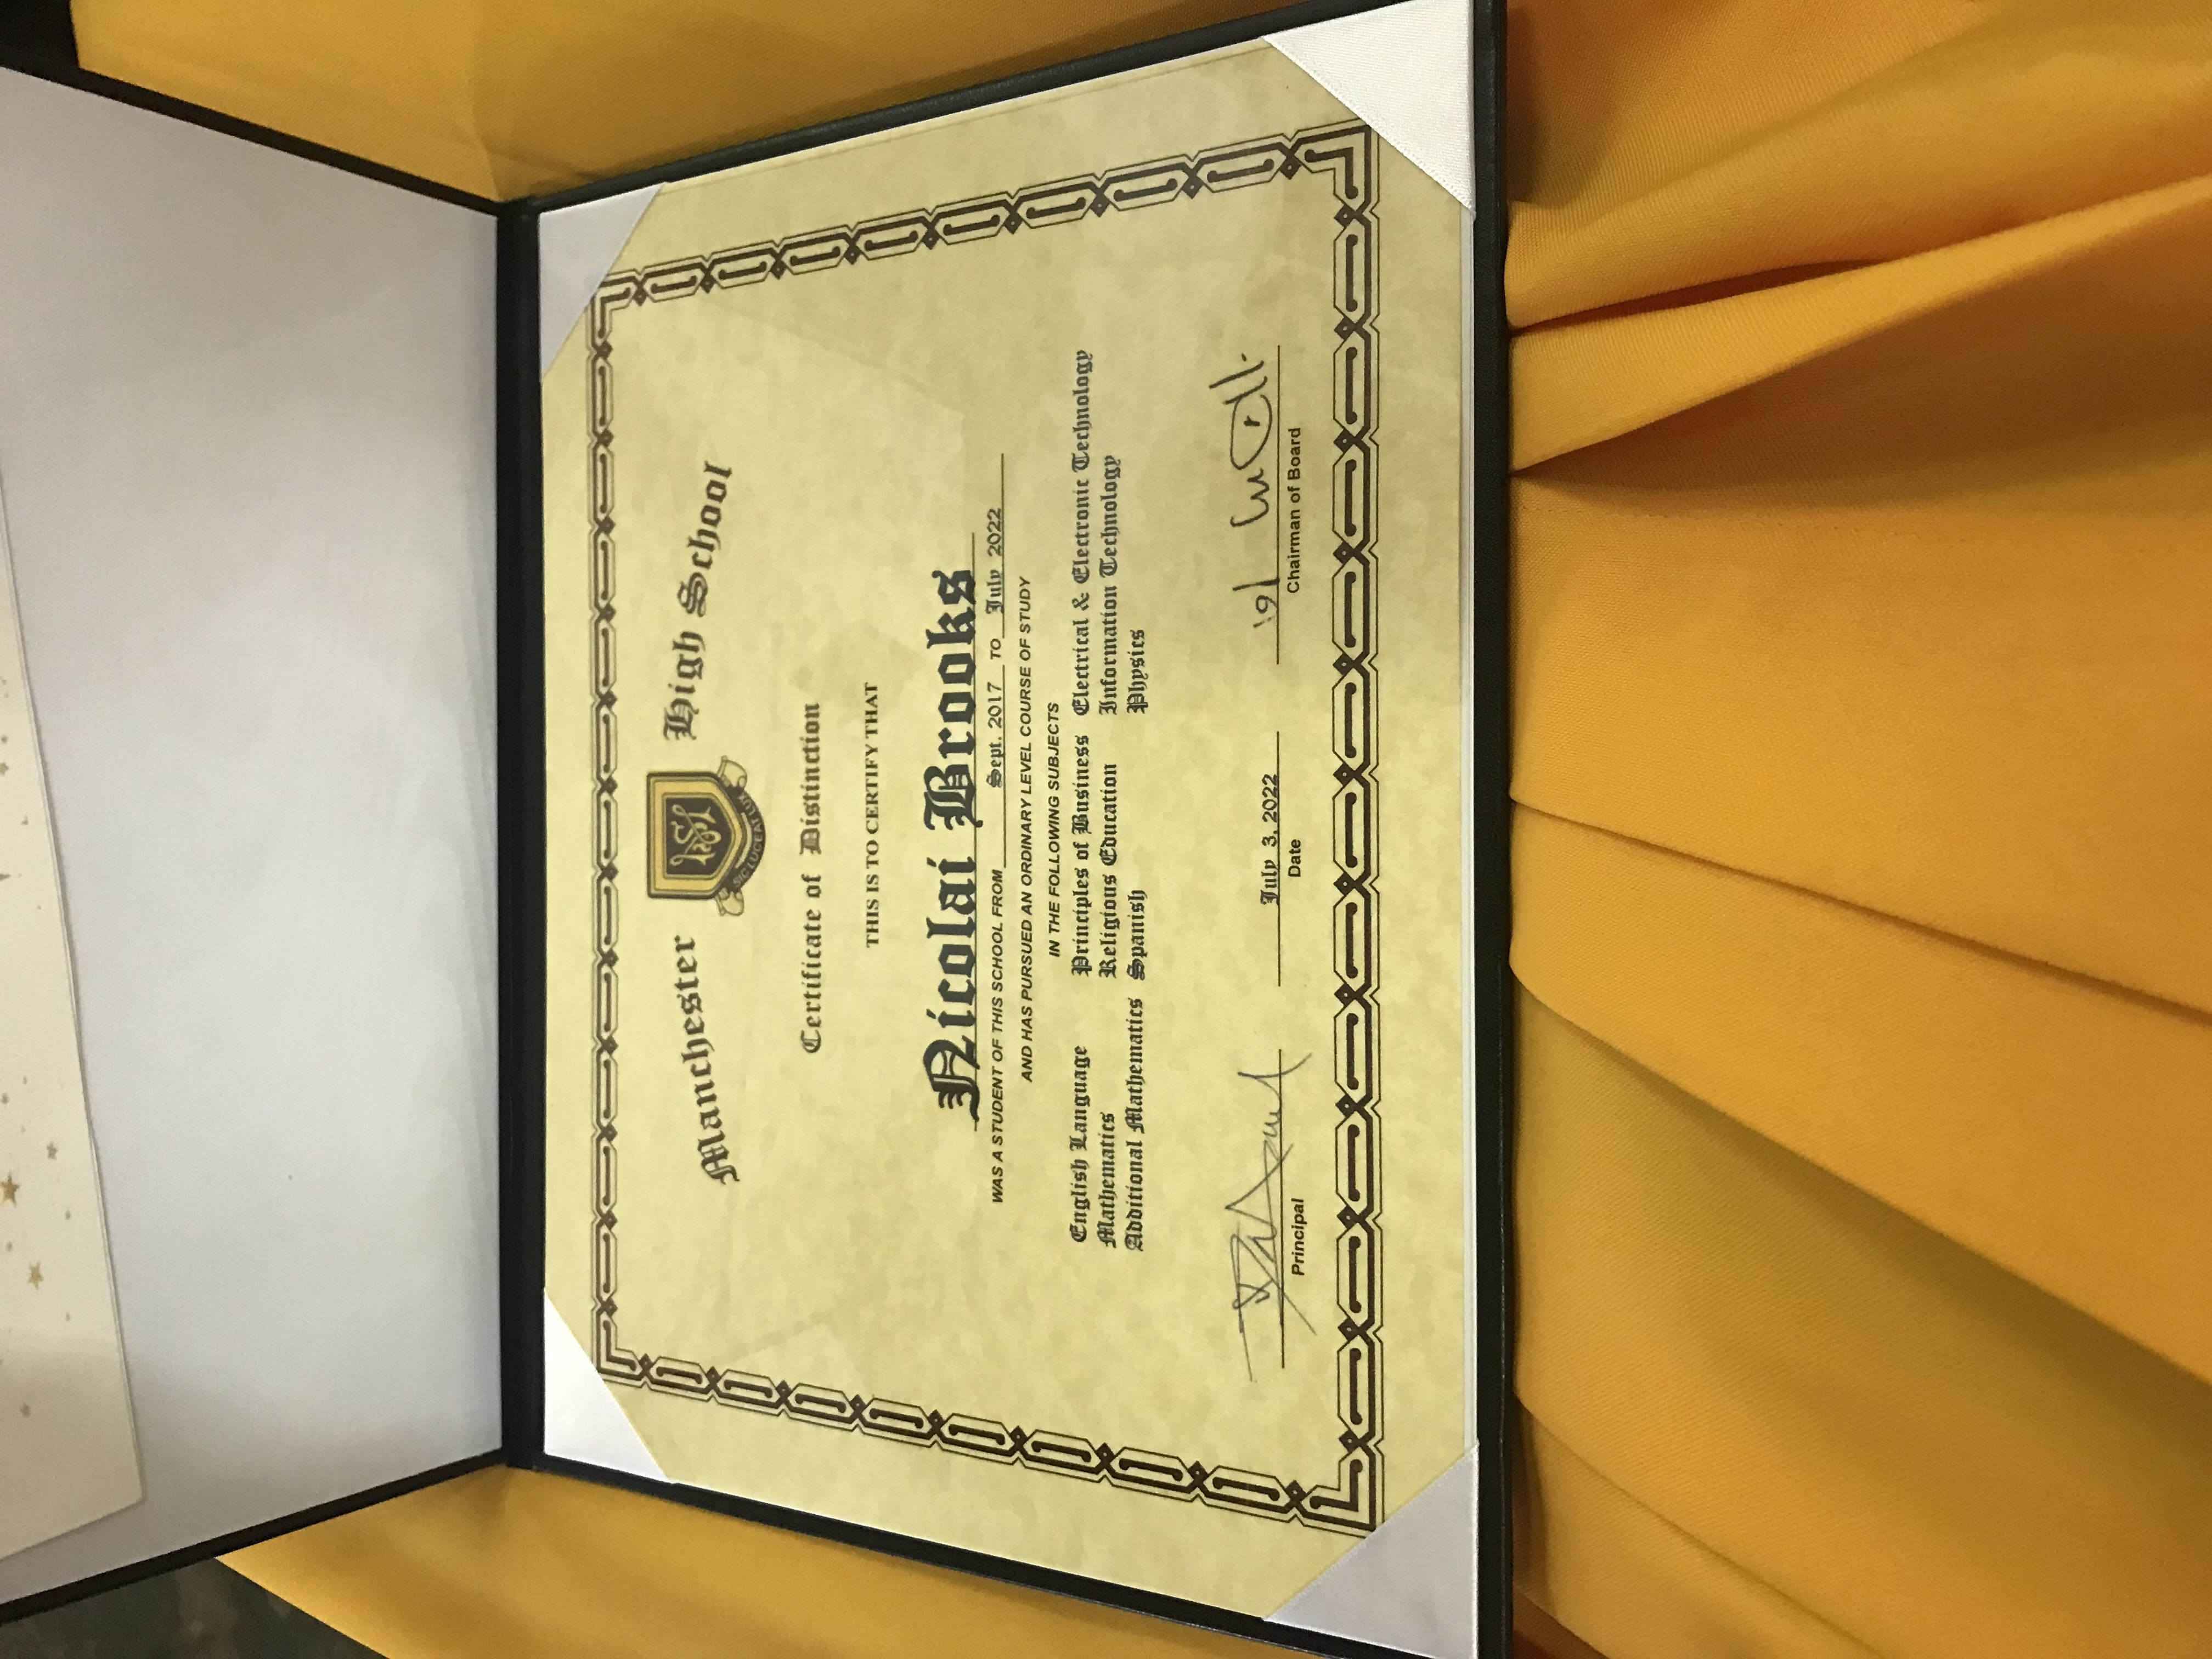 Manchester High School
SIC LUCEAT LUX
Certificate of Distinction
THIS IS TO CERTIFY THAT
Nicolai Brooks
WAS A STUDENT OF THIS SCHOOL FROM Sept. 2017 TO July 2022
AND HAS PURSUED AN ORDINARY LEVEL COURSE OF STUDY
IN THE FOLLOWING SUBJECTS
English Language Principles of Business Electrical & Electronic Technology
Mathematics Religious Education Information Technology
Additional Mathematics Spanish Physics
July 3, 2022
Principal Date Chairman of Board